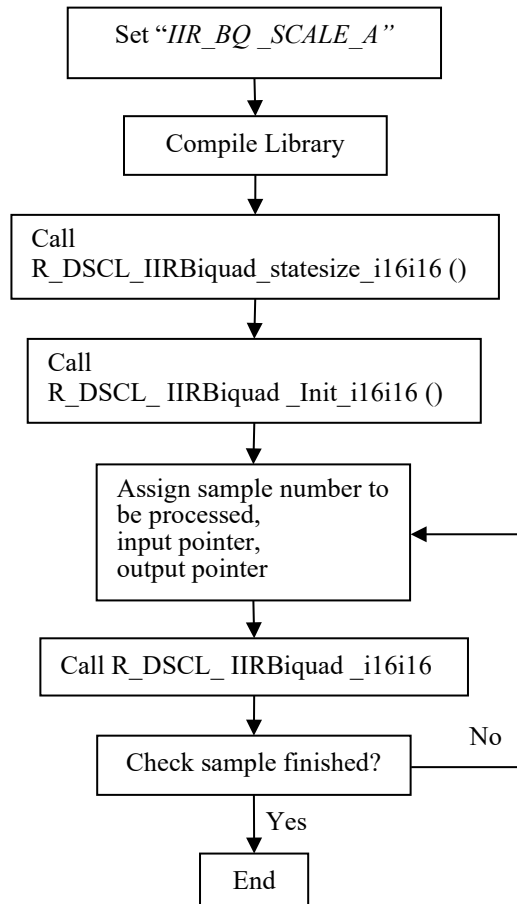 Set “IIR_BQ _SCALE_A”
Compile Library
Call
R_DSCL_IIRBiquad_statesize_i16i16 ()
Call
R_DSCL_ IIRBiquad _Init_i16i16 ()
Assign sample number to
be processed,
input pointer,
output pointer
Call R_DSCL_ IIRBiquad _i16i16
Check sample finished?
No
Yes
End